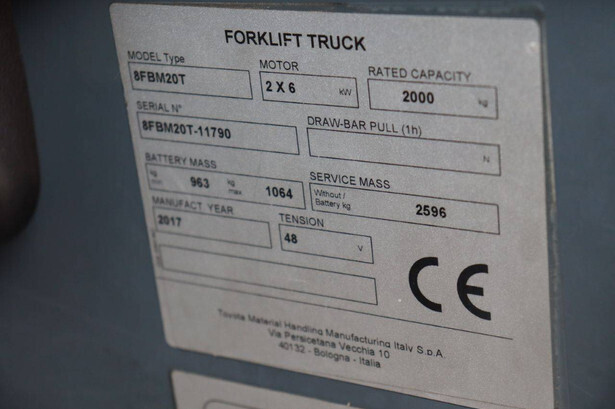 FORKLIFT TRUCK
MODEL Type MOTOR RATED CAPACITY
8FBM20T 2 X 6 kW 2000 kg
SERIAL N° DRAW-BAR PULL (1h)
8FBM20T-11790 N
BATTERY MASS SERVICE MASS
kg min 963 kg max 1064 Without / Battery kg 2596
MANUFACT. YEAR TENSION
2017 48 V
CE
Toyota Material Handling Manufacturing Italy S.p.A.
Via Persicetana Vecchia 10
40132 - Bologna - Italia